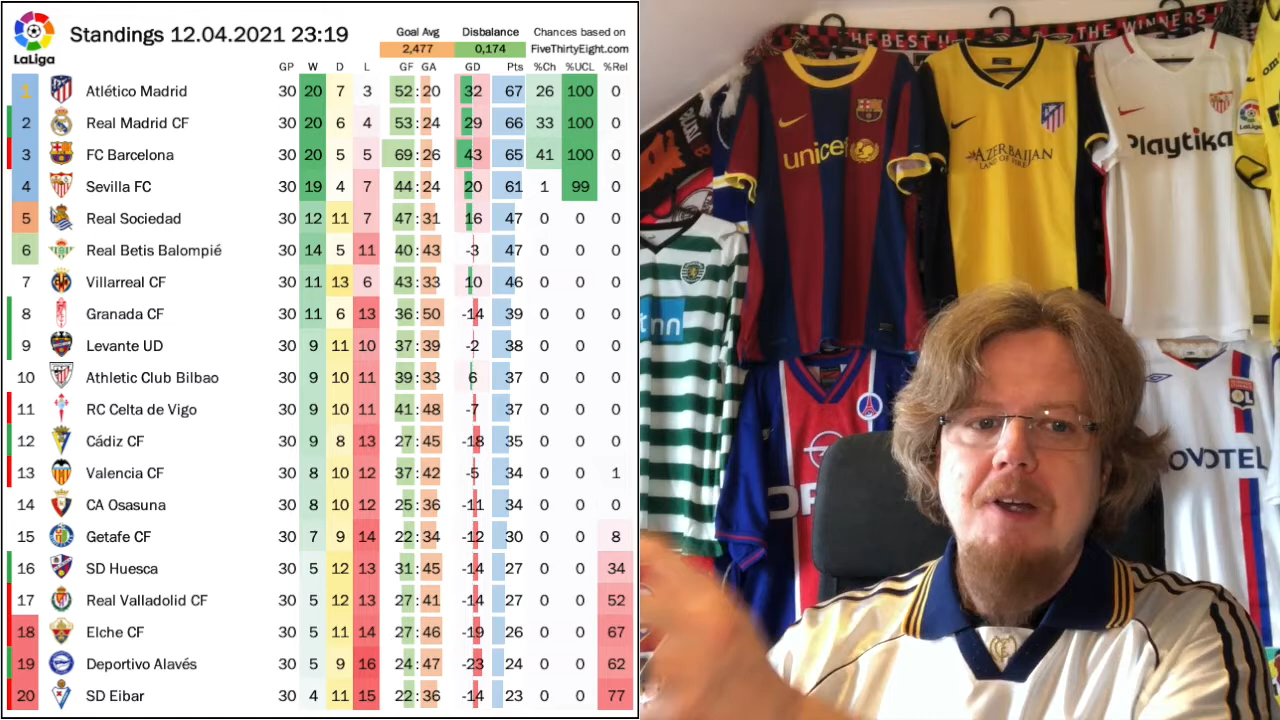 LaLiga
Standings 12.04.2021 23:19
Goal Avg Disbalance Chances based on
2,477 0,174 FiveThirtyEight.com
GP W D L GF GA GD Pts %Ch %UCL %Rel
1 Atlético Madrid 30 20 7 3 52:20 32 67 26 100 0
2 Real Madrid CF 30 20 6 4 53:24 29 66 33 100 0
3 FC Barcelona 30 20 5 5 69:26 43 65 41 100 0
4 Sevilla FC 30 19 4 7 44:24 20 61 1 99 0
5 Real Sociedad 30 12 11 7 47:31 16 47 0 0 0
6 Real Betis Balompié 30 14 5 11 40:43 -3 47 0 0 0
7 Villarreal CF 30 11 13 6 43:33 10 46 0 0 0
8 Granada CF 30 11 6 13 36:50 -14 39 0 0 0
9 Levante UD 30 9 11 10 37:39 -2 38 0 0 0
10 Athletic Club Bilbao 30 9 10 11 39:33 6 37 0 0 0
11 RC Celta de Vigo 30 9 10 11 41:48 -7 37 0 0 0
12 Cádiz CF 30 9 8 13 27:45 -18 35 0 0 0
13 Valencia CF 30 8 10 12 37:42 -5 34 0 0 1
14 CA Osasuna 30 8 10 12 25:36 -11 34 0 0 0
15 Getafe CF 30 7 9 14 22:34 -12 30 0 0 8
16 SD Huesca 30 5 12 13 31:45 -14 27 0 0 34
17 Real Valladolid CF 30 5 12 13 27:41 -14 27 0 0 52
18 Elche CF 30 5 11 14 27:46 -19 26 0 0 67
19 Deportivo Alavés 30 5 9 16 24:47 -23 24 0 0 62
20 SD Eibar 30 4 11 15 22:36 -14 23 0 0 77
THE BEST !! THE WINNERS
unicef
AZERBAIJAN
LAND OF FIRE
Playtika
LaLiga
OL
NOVOTEL